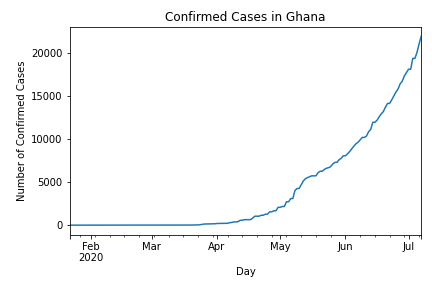 Confirmed Cases in Ghana
Number of Confirmed Cases
20000
15000
10000
5000
0
Feb Mar Apr May Jun Jul
2020
Day